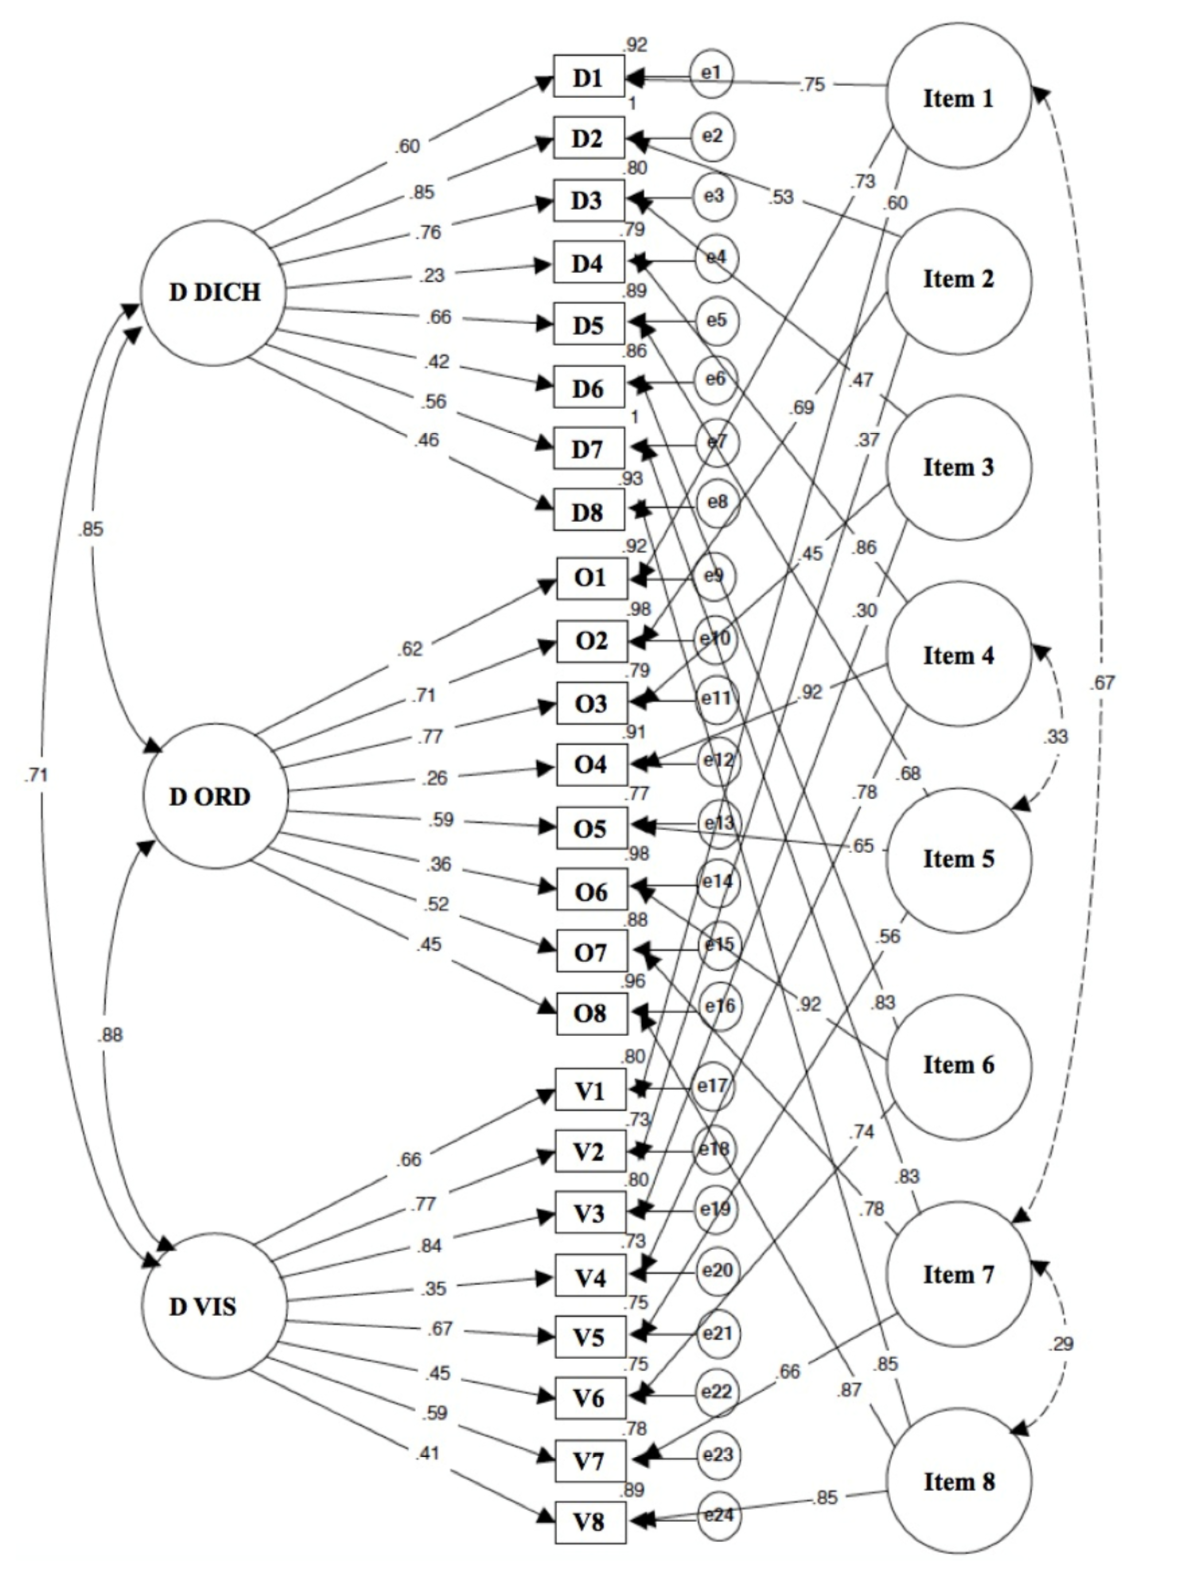 .92
D1
e1
.75
Item 1
1
.60
D2
e2
.85
.80
.73
.53
.60
D3
e3
.76
.79
D4
e4
Item 2
.23
D DICH
.89
D5
e5
.66
.86
.42
D6
e6
.47
.56
1
.69
.46
D7
e7
.37
Item 3
.93
D8
e8
.85
.92
.45
.86
O1
e9
.98
.30
.62
O2
e10
Item 4
.79
.71
O3
e11
.92
.67
.77
.91
.33
O4
e12
.71
.26
.68
D ORD
.77
.78
.59
O5
e13
.65
Item 5
.98
.36
O6
e14
.52
.88
.56
.45
O7
e15
.96
.83
.92
O8
e16
.88
.80
Item 6
V1
e17
.73
.74
.66
V2
e18
.80
.83
.77
V3
e19
.78
.84
.73
V4
e20
Item 7
.35
D VIS
.75
.67
V5
e21
.29
.75
.85
.45
.66
V6
e22
.87
.59
.78
.41
V7
e23
Item 8
.89
.85
V8
e24